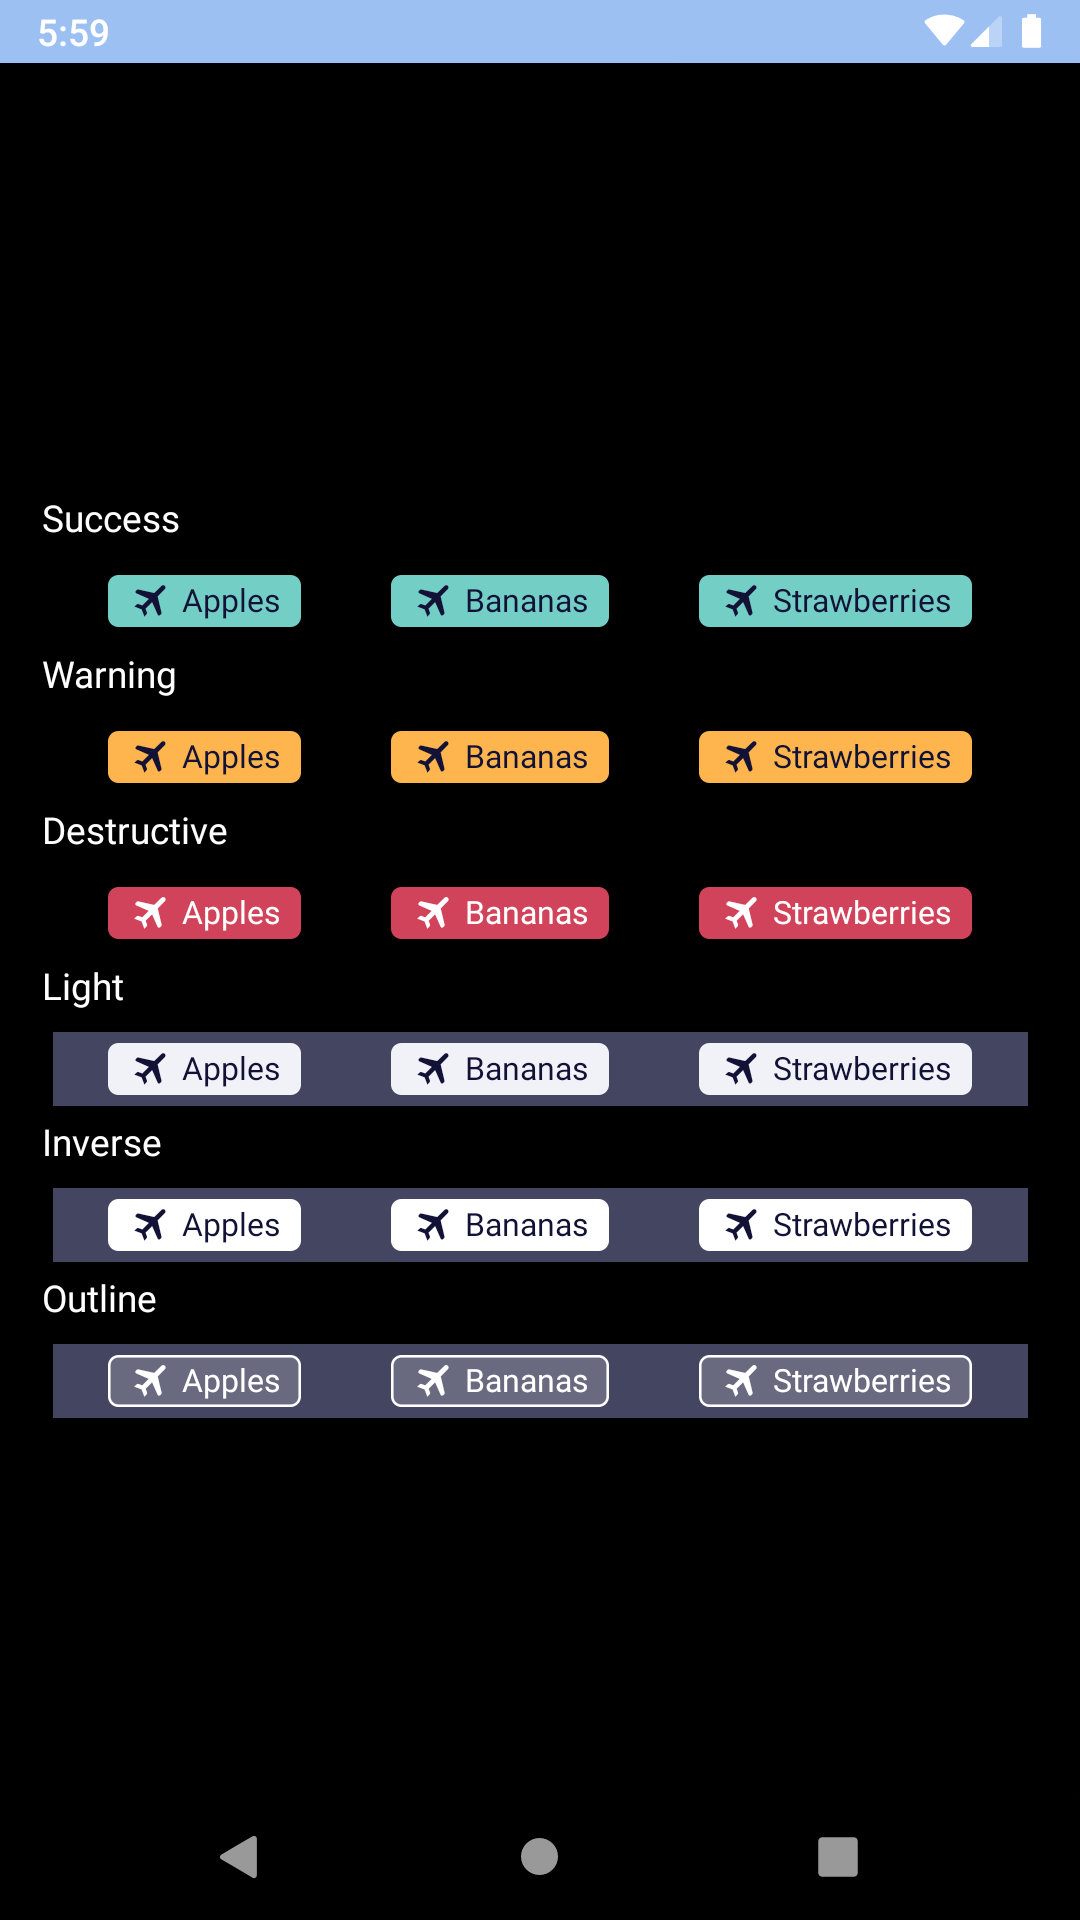 5:59
Success
Apples Bananas Strawberries
Warning
Apples Bananas Strawberries
Destructive
Apples Bananas Strawberries
Light
Apples Bananas Strawberries
Inverse
Apples Bananas Strawberries
Outline
Apples Bananas Strawberries